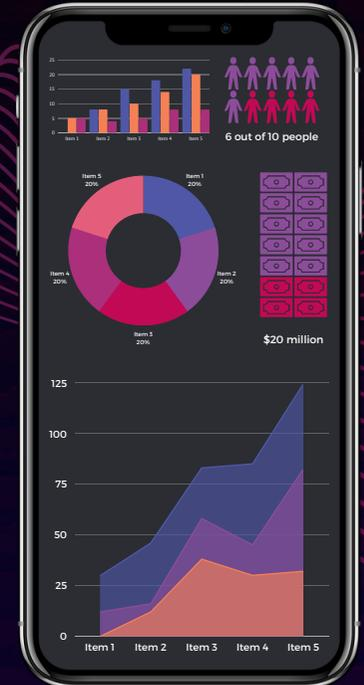 25
20
15
10
5
0
Item 1 Item 2 Item 3 Item 4 Item 5
6 out of 10 people
Item 5
20%
Item 1
20%
Item 4
20%
Item 2
20%
Item 3
20%
$20 million
125
100
75
50
25
0
Item 1 Item 2 Item 3 Item 4 Item 5